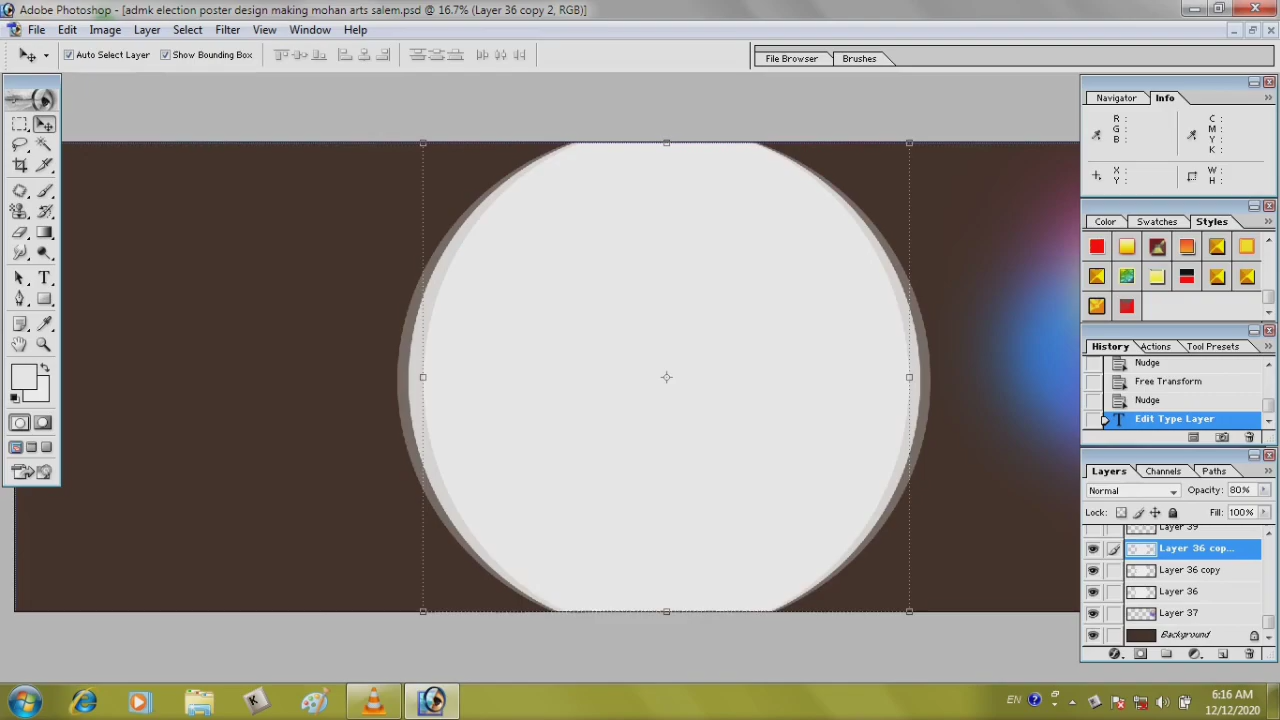 Adobe Photoshop - [admk election poster design making mohan arts salem.psd @ 16.7% (Layer 36 copy 2, RGB)]
File Edit Image Layer Select Filter View Window Help
Auto Select Layer Show Bounding Box File Browser Brushes
Navigator Info
R : C :
G : M :
B : Y :
K :
X : W :
Y : H :
Color Swatches Styles
History Actions Tool Presets
Nudge
Free Transform
Nudge
Edit Type Layer
Layers Channels Paths
Normal Opacity: 80%
Lock: Fill: 100%
Layer 39
Layer 36 cop...
Layer 36 copy
Layer 36
Layer 37
Background
EN 6:16 AM
12/12/2020